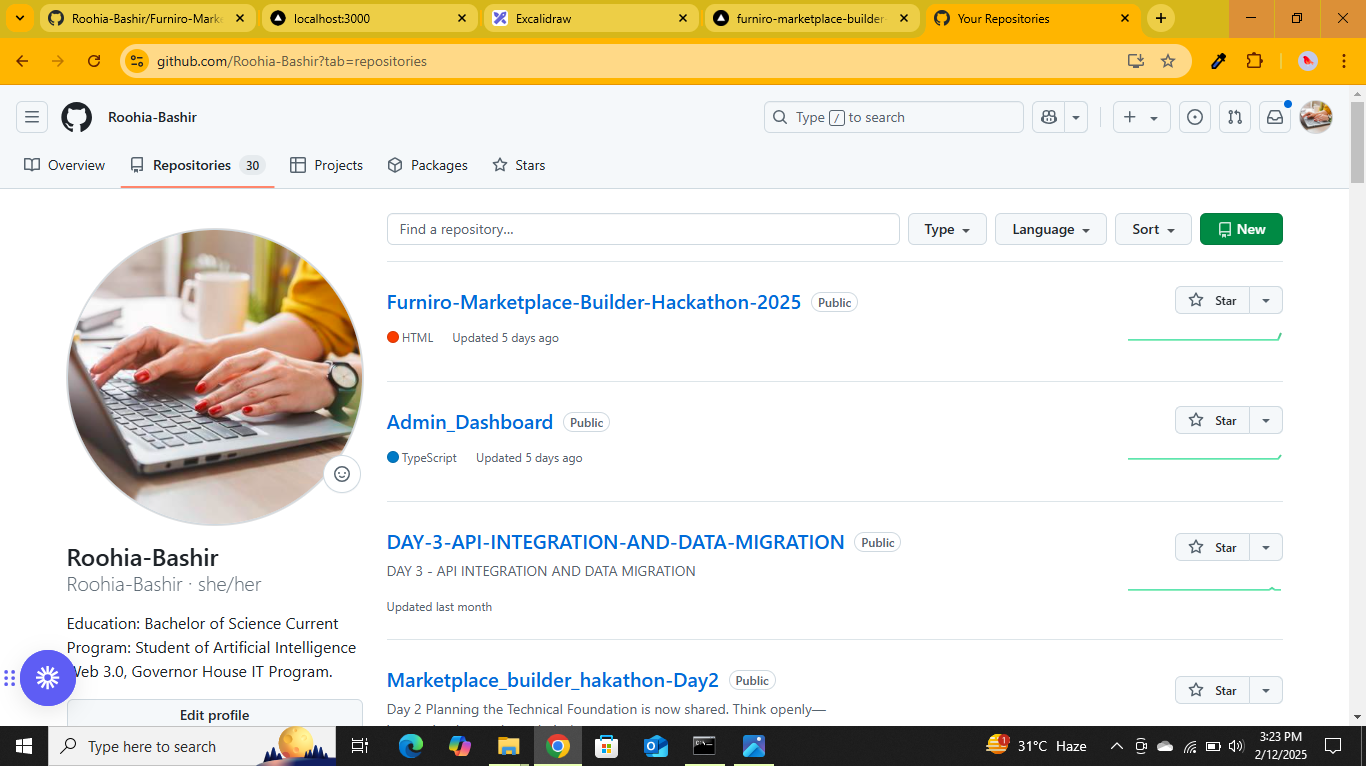 Roohia-Bashir/Furniro-Mark
localhost:3000
Excalidraw
furniro-marketplace-builder-
Your Repositories
github.com/Roohia-Bashir?tab=repositories
Roohia-Bashir
Type / to search
Overview
Repositories 30
Projects
Packages
Stars
Find a repository...
Type
Language
Sort
New
Furniro-Marketplace-Builder-Hackathon-2025 Public
Star
HTML Updated 5 days ago
Admin_Dashboard Public
Star
TypeScript Updated 5 days ago
DAY-3-API-INTEGRATION-AND-DATA-MIGRATION Public
Star
DAY 3 - API INTEGRATION AND DATA MIGRATION
Updated last month
Marketplace_builder_hakathon-Day2 Public
Star
Day 2 Planning the Technical Foundation is now shared. Think openly—
Roohia-Bashir
Roohia-Bashir · she/her
Education: Bachelor of Science Current
Program: Student of Artificial Intelligence
Web 3.0, Governor House IT Program.
Edit profile
Type here to search
1
31°C Haze
3:23 PM
2/12/2025